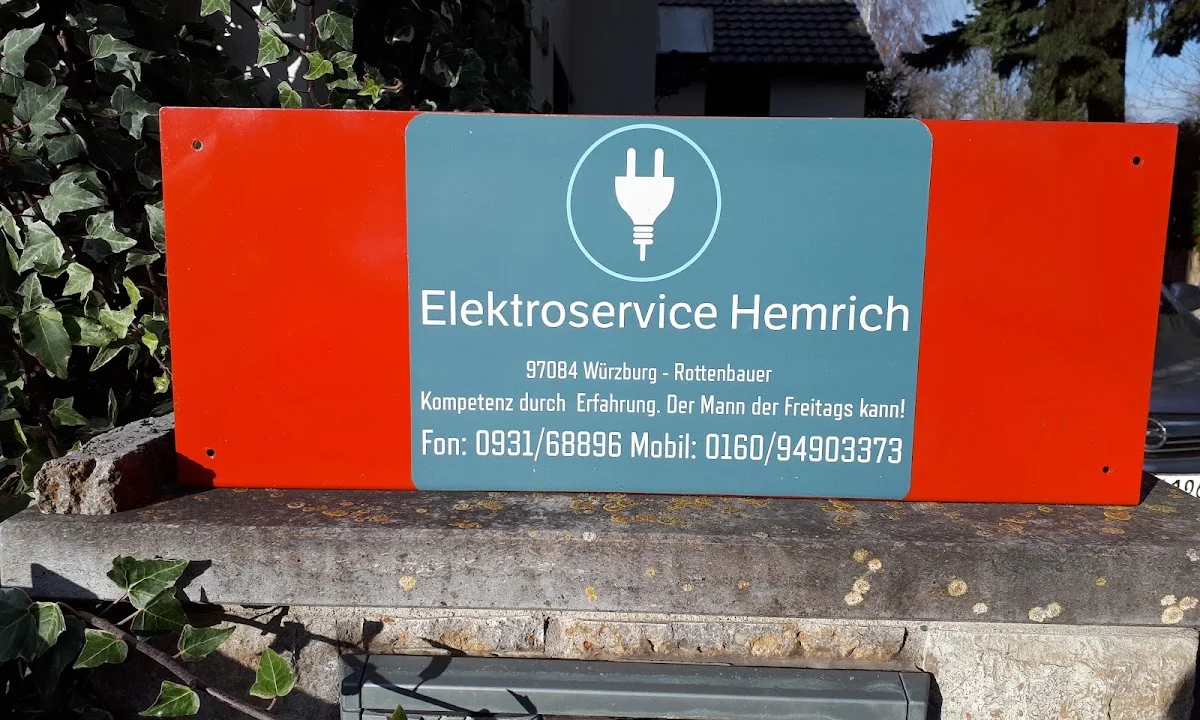 Elektroservice Hemrich
97084 Würzburg - Rottenbauer
Kompetenz durch Erfahrung. Der Mann der Freitags kann!
Fon: 0931/68896 Mobil: 0160/94903373